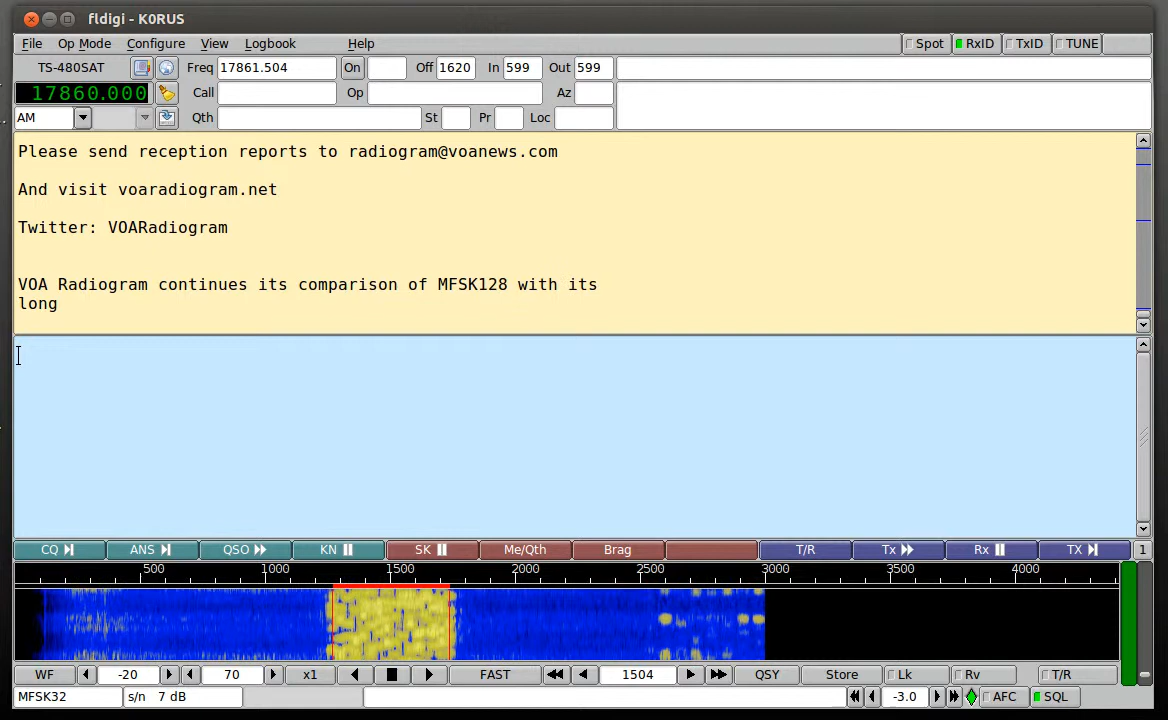 fldigi - K0RUS
File Op Mode Configure View Logbook Help Spot RxID TxID TUNE
TS-480SAT Freq 17861.504 On Off 1620 In 599 Out 599
17860.000 Call Op Az
AM Qth St Pr Loc
Please send reception reports to radiogram@voanews.com
And visit voaradiogram.net
Twitter: VOARadiogram
VOA Radiogram continues its comparison of MFSK128 with its
long
CQ ANS QSO KN SK Me/Qth Brag T/R Tx Rx TX 1
500 1000 1500 2000 2500 3000 3500 4000
WF -20 70 x1 FAST 1504 QSY Store Lk Rv T/R
MFSK32 s/n 7 dB -3.0 AFC SQL